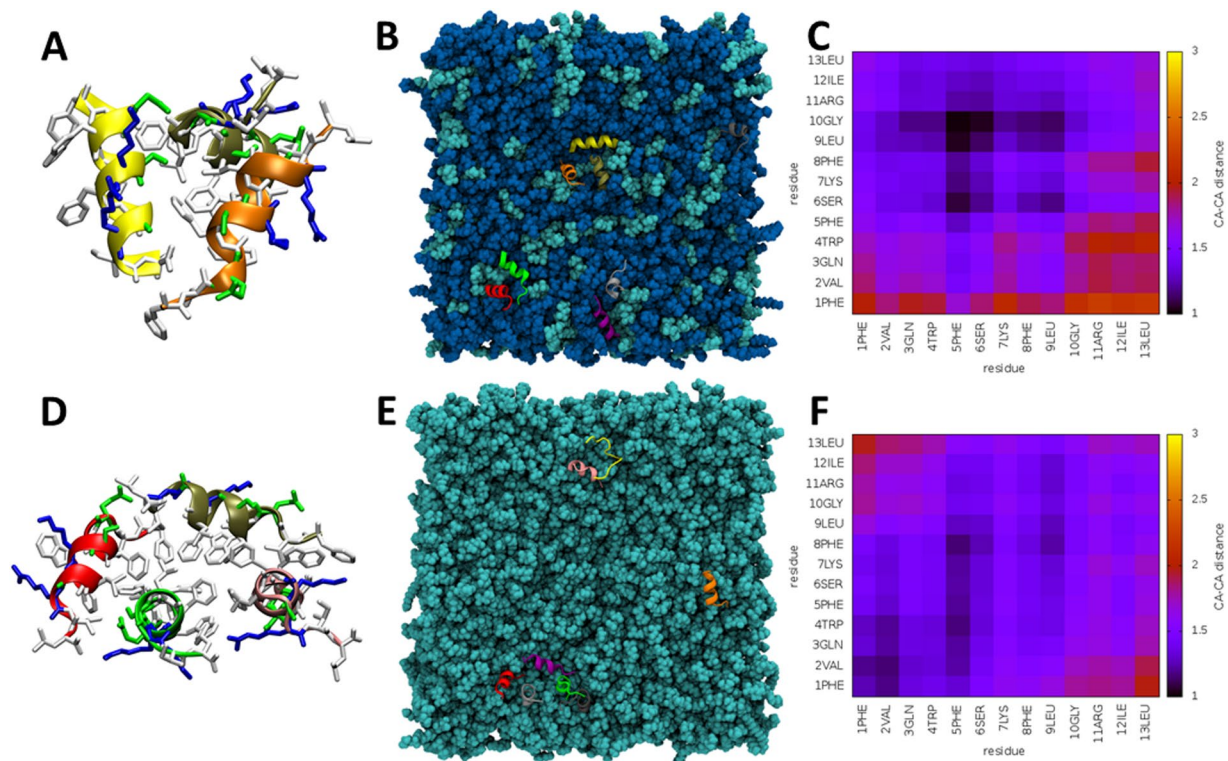 A
B
C
13LEU
12ILE
11ARG
10GLY
9LEU
8PHE
7LYS
6SER
5PHE
4TRP
3GLN
2VAL
1PHE
residue
1PHE
2VAL
3GLN
4TRP
5PHE
6SER
7LYS
8PHE
9LEU
10GLY
11ARG
12ILE
13LEU
residue
3
2.5
2
1.5
1
CA-CA distance
D
E
F
13LEU
12ILE
11ARG
10GLY
9LEU
8PHE
7LYS
6SER
5PHE
4TRP
3GLN
2VAL
1PHE
residue
1PHE
2VAL
3GLN
4TRP
5PHE
6SER
7LYS
8PHE
9LEU
10GLY
11ARG
12ILE
13LEU
residue
3
2.5
2
1.5
1
CA-CA distance